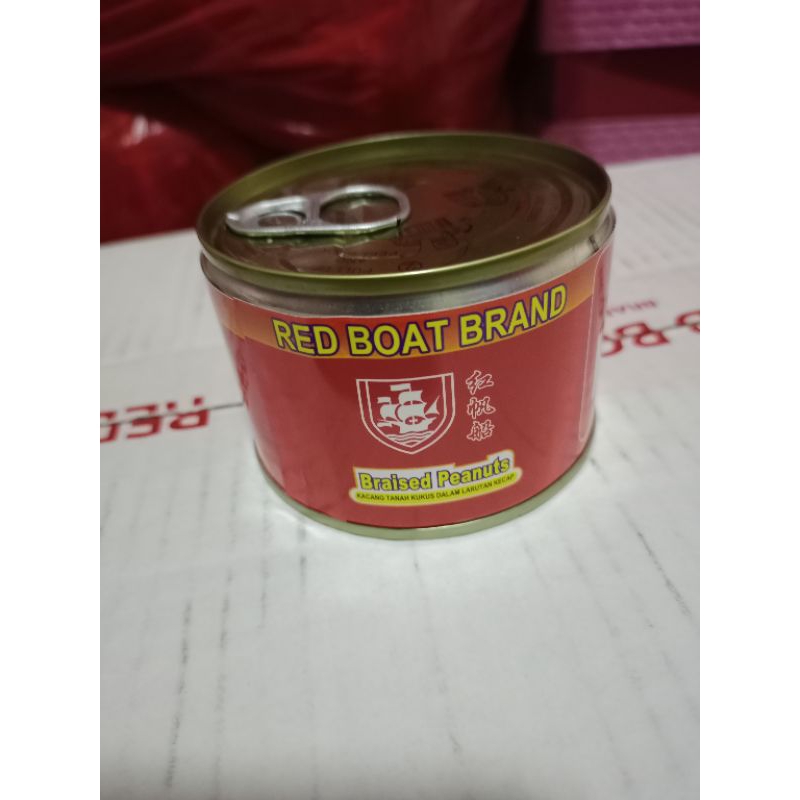 RED BOAT BRAND
红帆船
Braised Peanuts
KACANG TANAH KUKUS DALAM LARUTAN KECAP